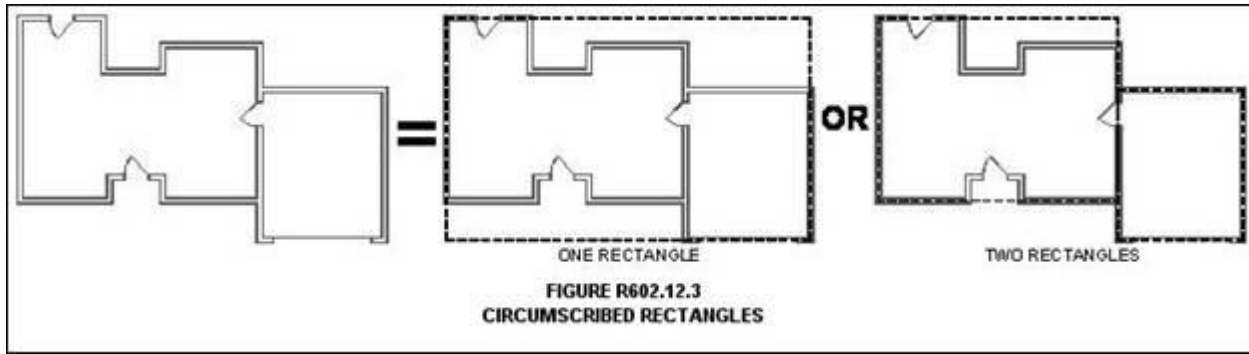 OR
ONE RECTANGLE
TWO RECTANGLES
FIGURE R602.12.3
CIRCUMSCRIBED RECTANGLES